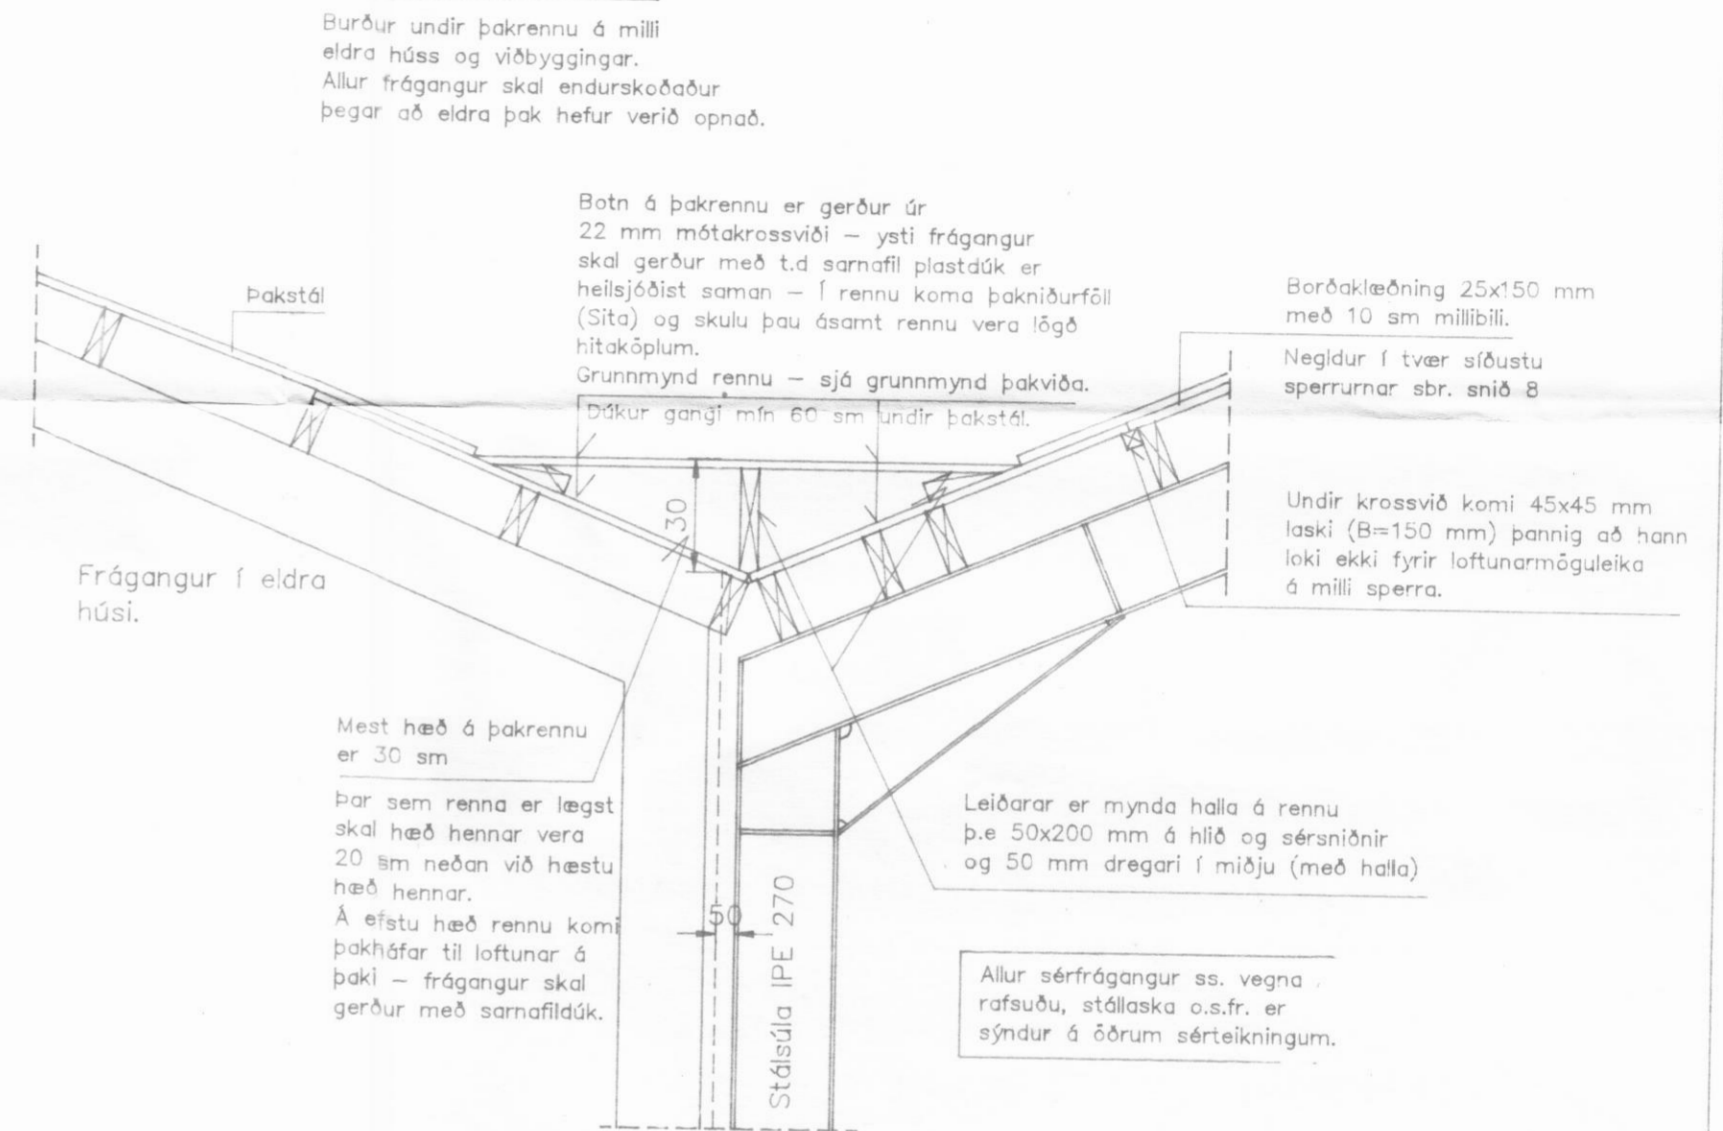 Burður undir þakrennu á milli
eldra húss og viðbyggingar.
Allur frágangur skal endurskoðaður
þegar að eldra þak hefur verið opnað.
Botn á þakrennu er gerður úr
22 mm mótakrossviði – ysti frágangur
skal gerður með t.d sarnafil plastdúk er
heilsjóðist saman – Í rennu koma þakniðurföll
(Sita) og skulu þau ásamt rennu vera lögð
hitaköplum.
Grunnmynd rennu – sjá grunnmynd þakviða.
Dúkur gangi mín 60 sm undir þakstál.
Þakstál
Borðaklæðning 25x150 mm
með 10 sm millibili.
Negldur í tvær síðustu
sperrurnar sbr. snið 8
Undir krossvið komi 45x45 mm
laski (B=150 mm) þannig að hann
loki ekki fyrir loftunarmöguleika
á milli sperra.
30
Frágangur í eldra
húsi.
Mest hæð á þakrennu
er 30 sm
Þar sem renna er lægst
skal hæð hennar vera
20 sm neðan við hæstu
hæð hennar.
Á efstu hæð rennu komi
þakháfar til loftunar á
þaki – frágangur skal
gerður með sarnafildúk.
Leiðarar er mynda halla á rennu
þ.e 50x200 mm á hlið og sérsniðnir
og 50 mm dregari í miðju (með halla)
50
Stálsúla IPE 270
Allur sérfrágangur ss. vegna
rafsuðu, stállaska o.s.fr. er
sýndur á öðrum sérteikningum.